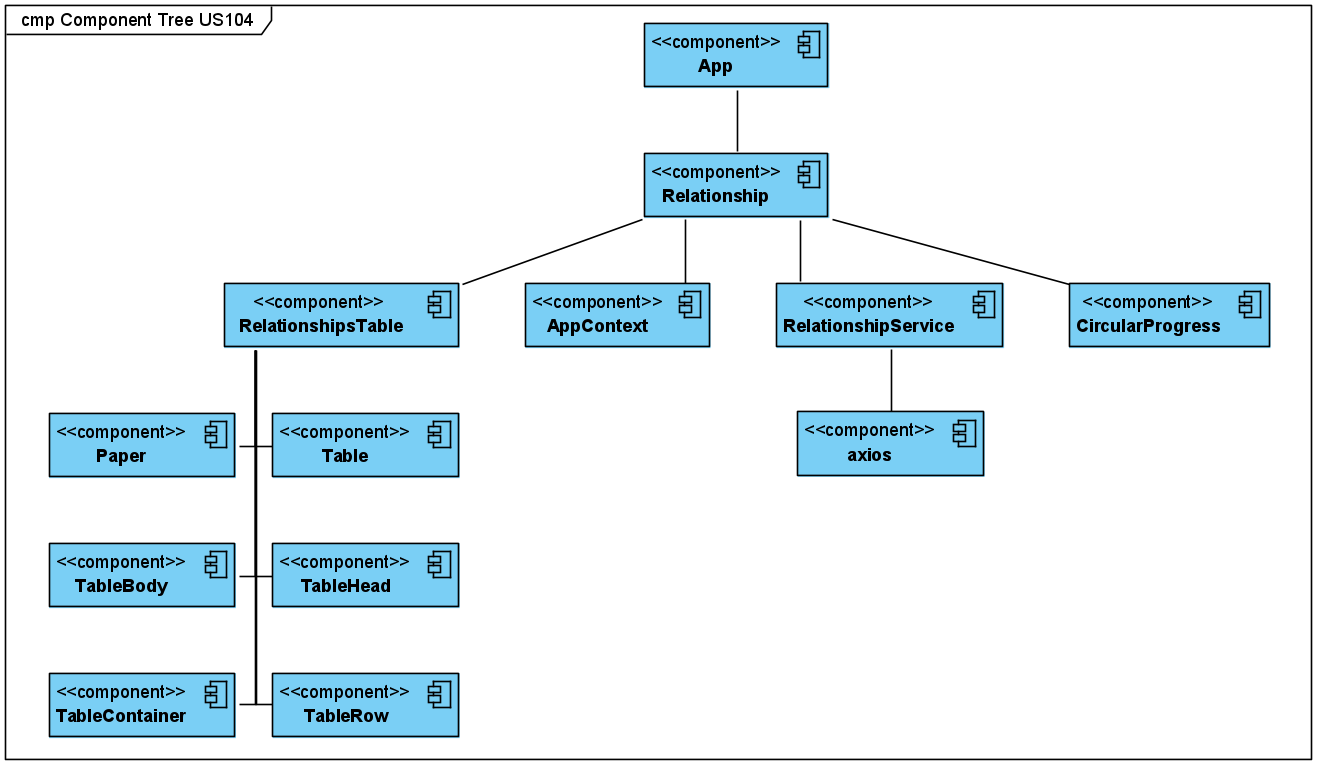 cmp Component Tree US104
<<component>>
App
<<component>>
Relationship
<<component>>
RelationshipsTable
<<component>>
AppContext
<<component>>
RelationshipService
<<component>>
CircularProgress
<<component>>
Paper
<<component>>
Table
<<component>>
axios
<<component>>
TableBody
<<component>>
TableHead
<<component>>
TableContainer
<<component>>
TableRow